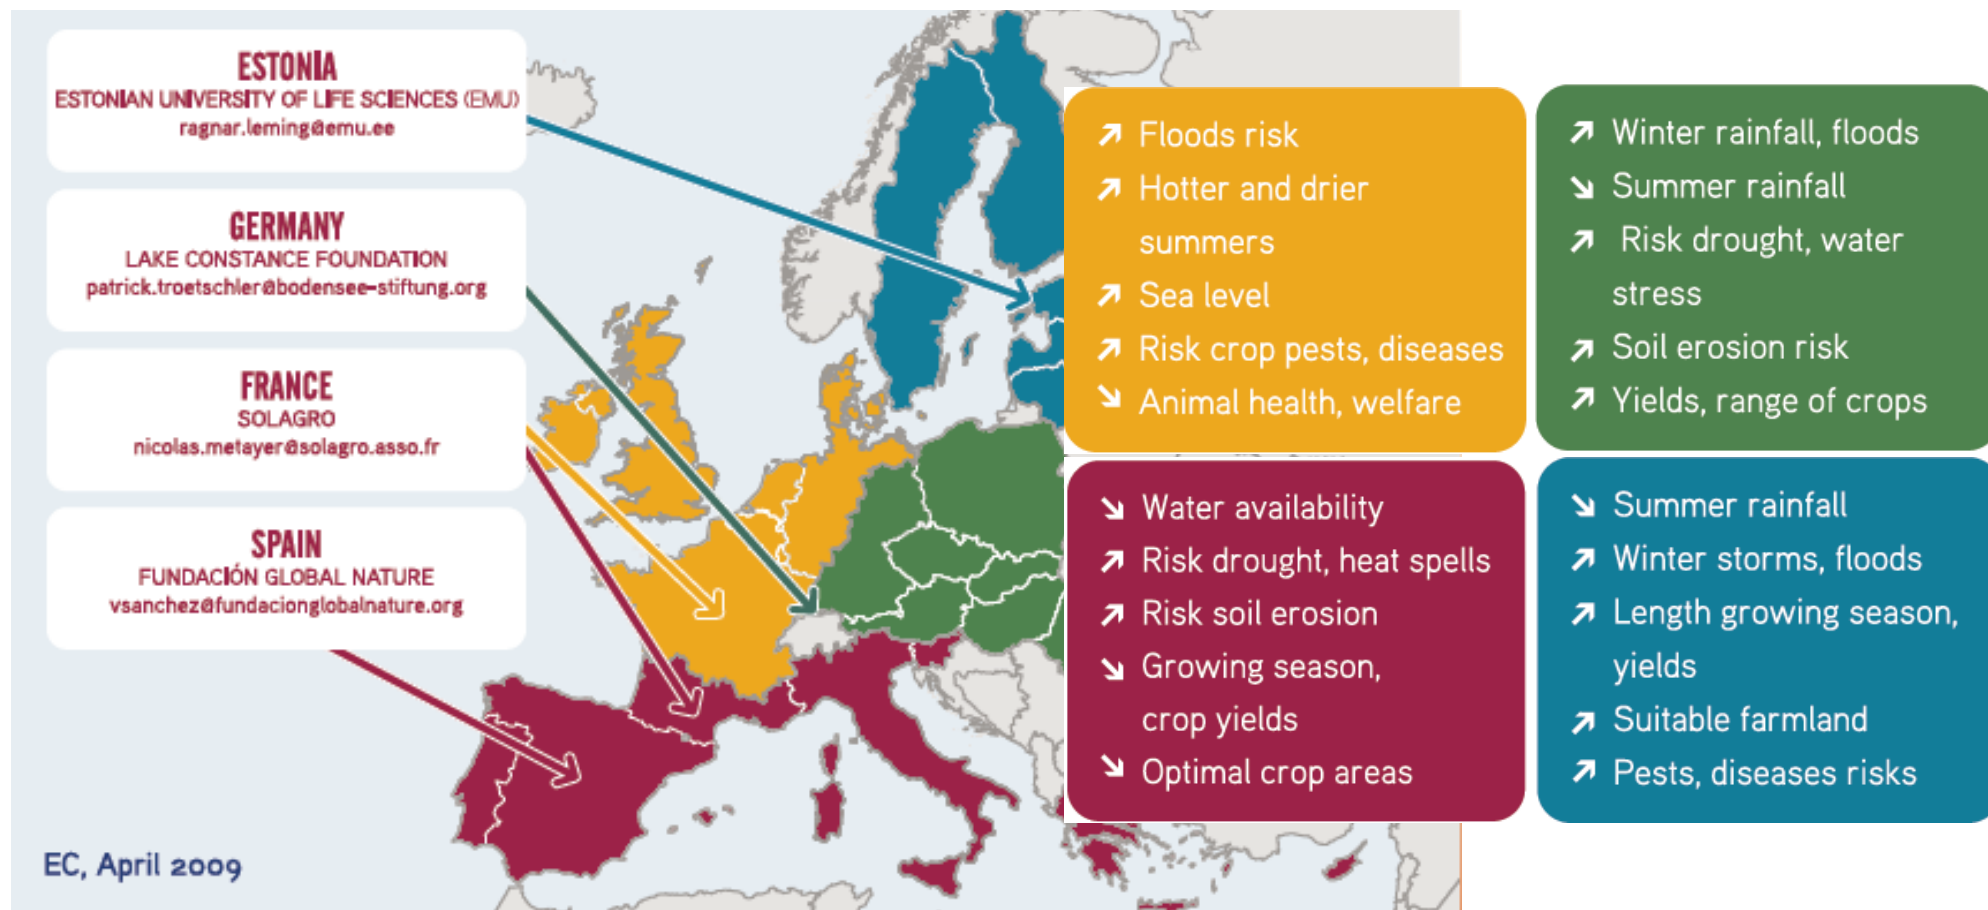 ESTONIA
ESTONIAN UNIVERSITY OF LIFE SCIENCES (EMU)
ragnar.leming@emu.ee
GERMANY
LAKE CONSTANCE FOUNDATION
patrick.troetschler@bodensee-stiftung.org
FRANCE
SOLAGRO
nicolas.metayer@solagro.asso.fr
SPAIN
FUNDACIÓN GLOBAL NATURE
vsanchez@fundacionglobalnature.org
EC, April 2009
↗ Floods risk
↗ Hotter and drier
summers
↗ Sea level
↗ Risk crop pests, diseases
↘ Animal health, welfare
↗ Winter rainfall, floods
↘ Summer rainfall
↗ Risk drought, water
stress
↗ Soil erosion risk
↗ Yields, range of crops
↘ Water availability
↗ Risk drought, heat spells
↗ Risk soil erosion
↘ Growing season,
crop yields
↘ Optimal crop areas
↘ Summer rainfall
↗ Winter storms, floods
↗ Length growing season,
yields
↗ Suitable farmland
↗ Pests, diseases risks